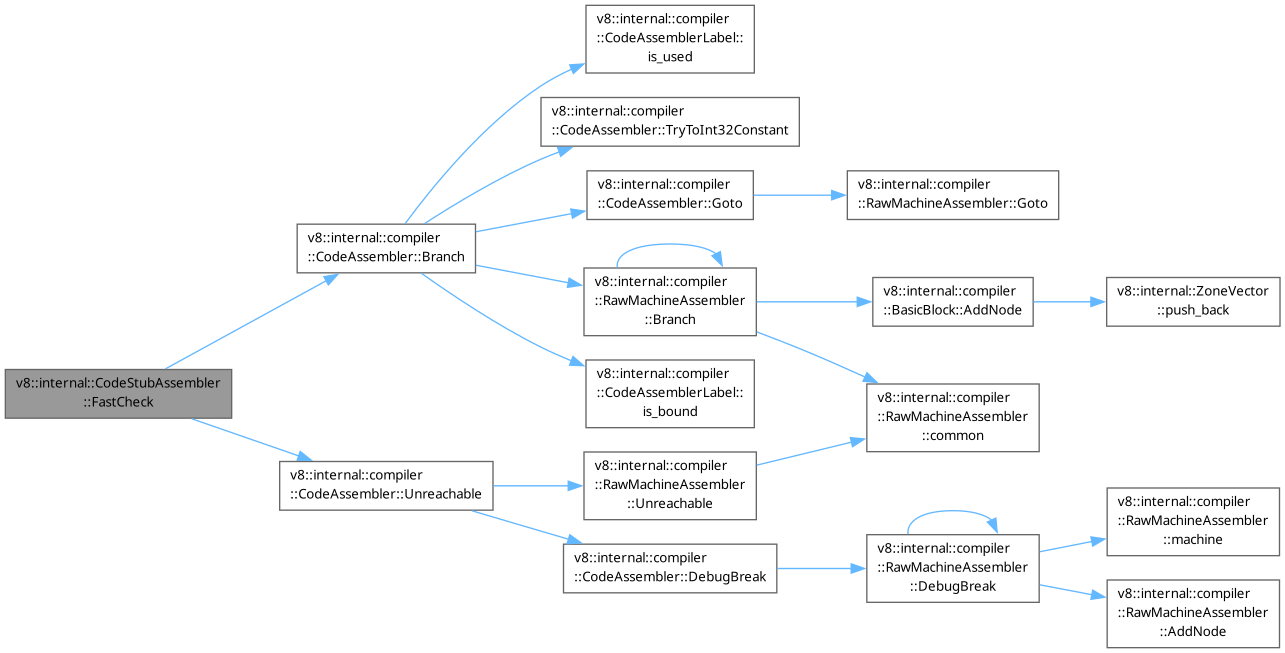 v8::internal::compiler
::CodeAssemblerLabel::
is_used
v8::internal::compiler
::CodeAssembler::TryToInt32Constant
v8::internal::compiler
::CodeAssembler::Goto
v8::internal::compiler
::RawMachineAssembler::Goto
v8::internal::compiler
::CodeAssembler::Branch
v8::internal::compiler
::RawMachineAssembler
::Branch
v8::internal::compiler
::BasicBlock::AddNode
v8::internal::ZoneVector
::push_back
v8::internal::CodeStubAssembler
::FastCheck
v8::internal::compiler
::CodeAssemblerLabel::
is_bound
v8::internal::compiler
::RawMachineAssembler
::common
v8::internal::compiler
::CodeAssembler::Unreachable
v8::internal::compiler
::RawMachineAssembler
::Unreachable
v8::internal::compiler
::CodeAssembler::DebugBreak
v8::internal::compiler
::RawMachineAssembler
::DebugBreak
v8::internal::compiler
::RawMachineAssembler
::machine
v8::internal::compiler
::RawMachineAssembler
::AddNode